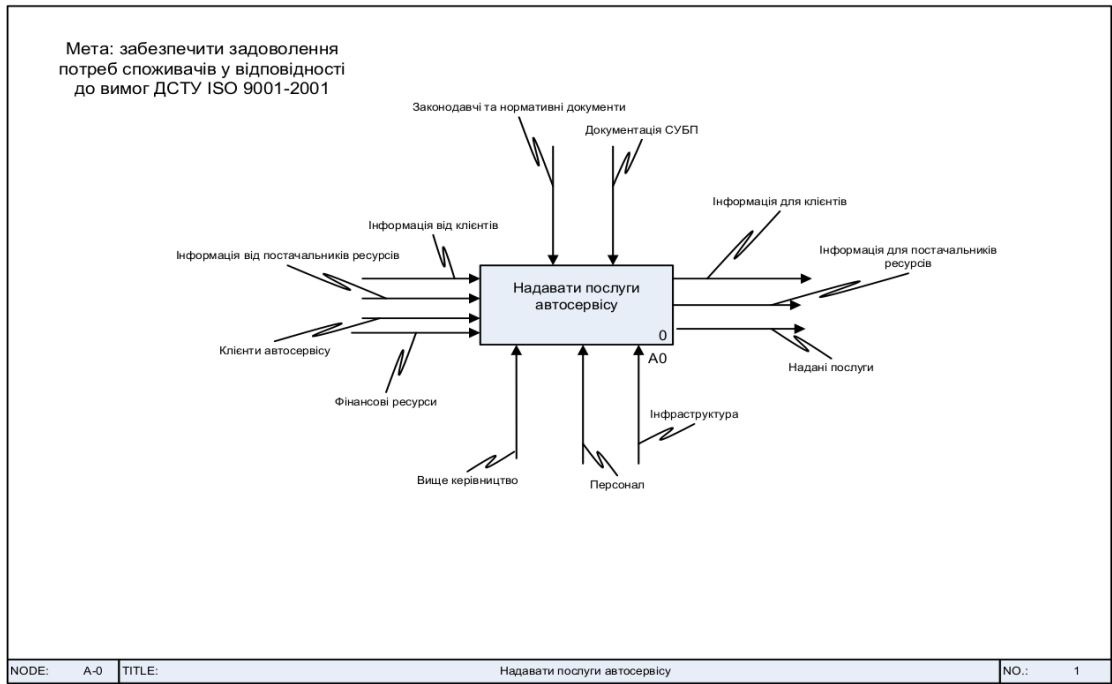 Мета: забезпечити задоволення
потреб споживачів у відповідності
до вимог ДСТУ ISO 9001-2001
Законодавчі та нормативні документи
Документація СУБП
Інформація для клієнтів
Інформація від клієнтів
Інформація від постачальників ресурсів
Інформація для постачальників
ресурсів
Надавати послуги
автосервісу
0
A0
Клієнти автосервісу
Надані послуги
Фінансові ресурси
Інфраструктура
Вище керівництво
Персонал
NODE: A-0 TITLE: Надавати послуги автосервісу NO.: 1